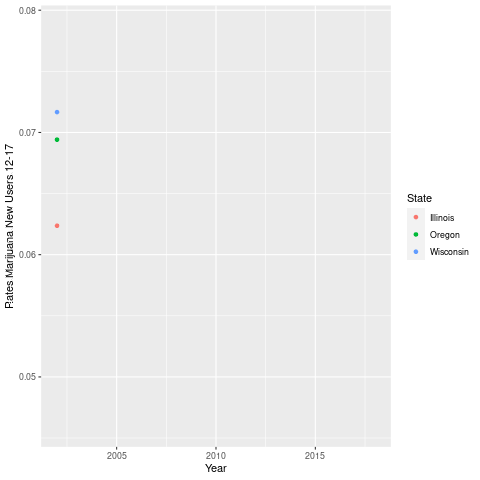 0.08
0.07
0.06
0.05
Rates Marijuana New Users 12-17
2005
2010
2015
Year
State
Illinois
Oregon
Wisconsin